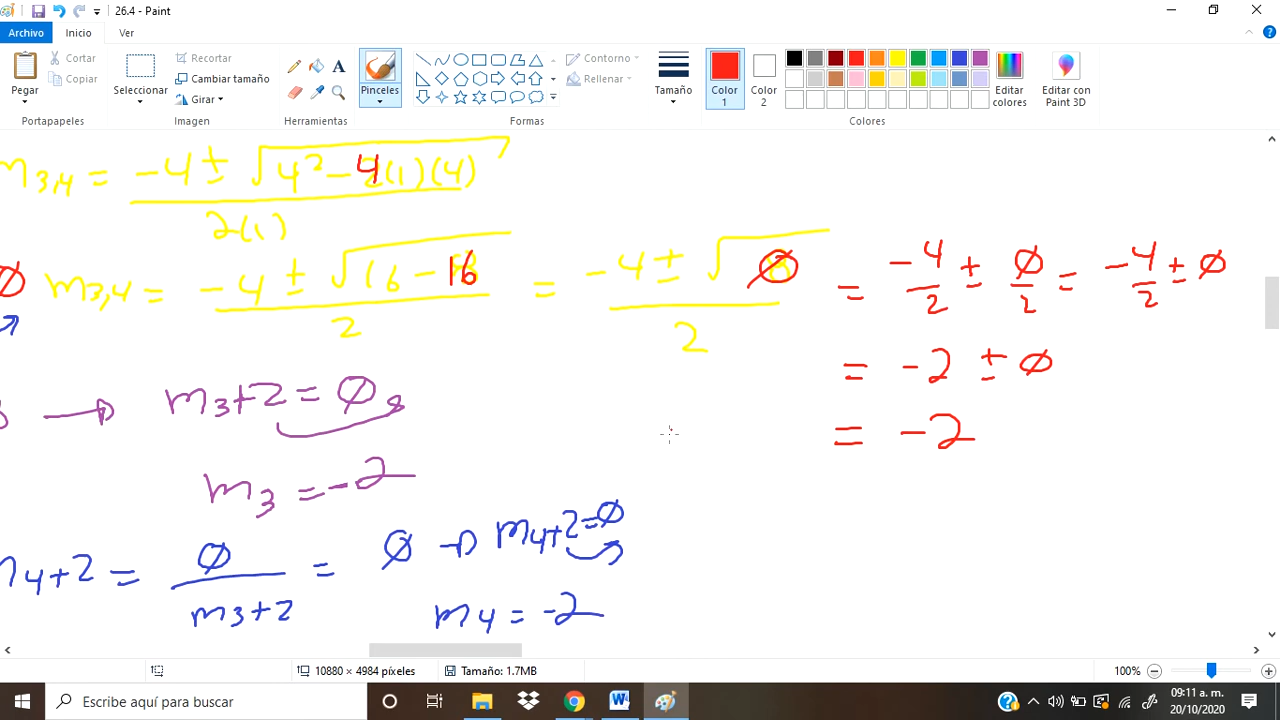 26.4 - Paint
Archivo Inicio Ver
Pegar
Cortar
Copiar
Portapapeles
Seleccionar
Recortar
Cambiar tamaño
Girar
Imagen
A
Herramientas
Pinceles
Contorno
Rellenar
Formas
Tamaño
Color 1
Color 2
Editar colores
Editar con Paint 3D
Colores
m3,4 = -4 ± √4² - 4(1)(4)
2(1)
∅ m3,4 = -4 ± √16 - 16 = -4 ± √∅ = -4/2 ± ∅/2 = -4/2 ± ∅
2 2
= -2 ± ∅
→ m3+2 = ∅
= -2
m3 = -2
m4+2 = ∅/(m3+2) = ∅ → m4+2=∅
m4 = -2
10880 × 4984 píxeles Tamaño: 1.7MB 100%
Escribe aquí para buscar
09:11 a. m.
20/10/2020